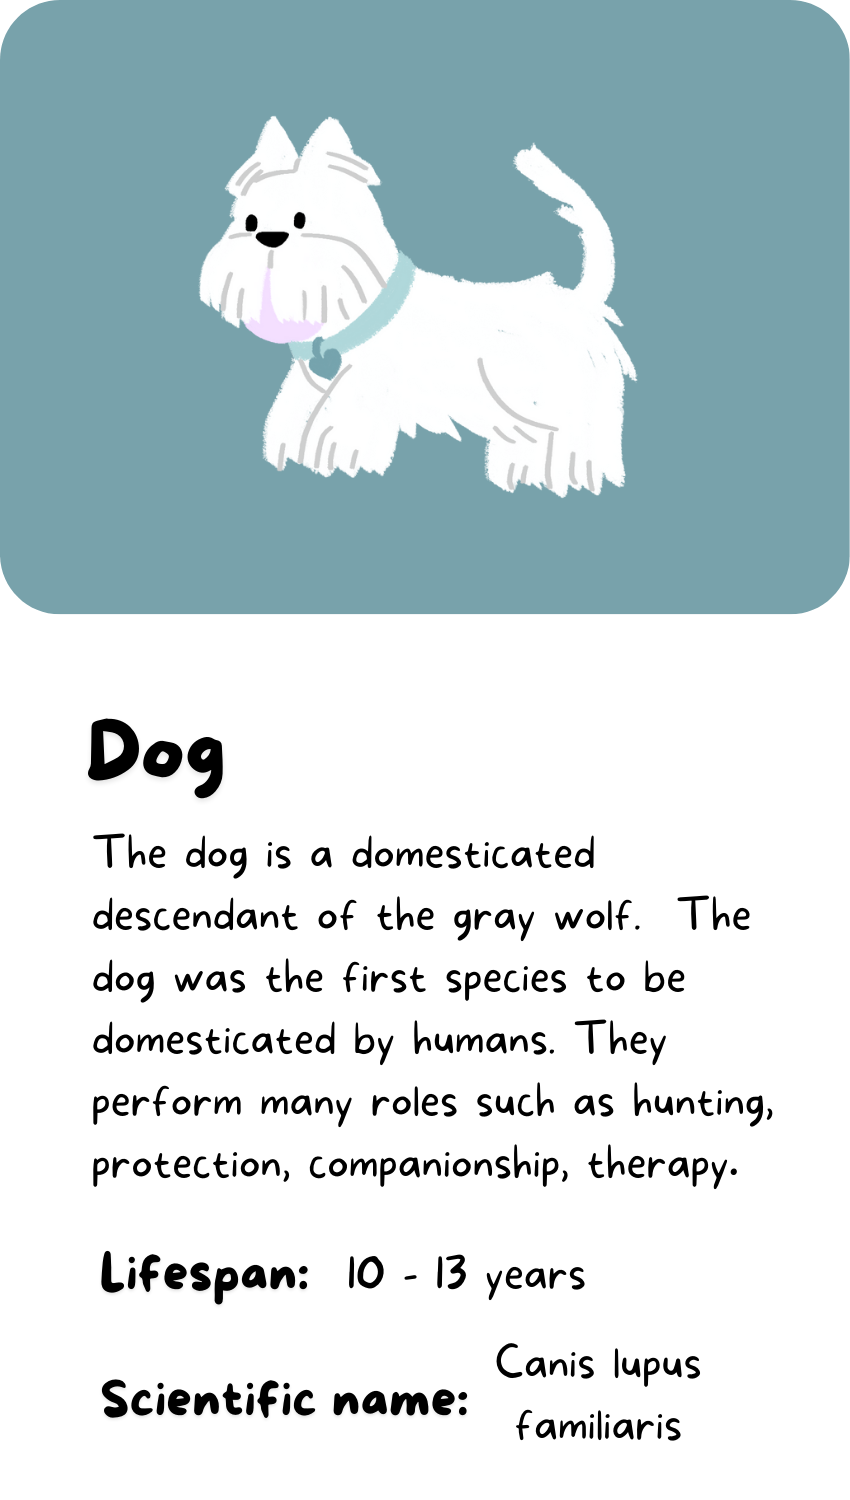 Dog
The dog is a domesticated
descendant of the gray wolf.  The
dog was the first species to be
domesticated by humans. They
perform many roles such as hunting,
protection, companionship, therapy.
Lifespan: 10 - 13 years
Scientific name: Canis lupus
familiaris